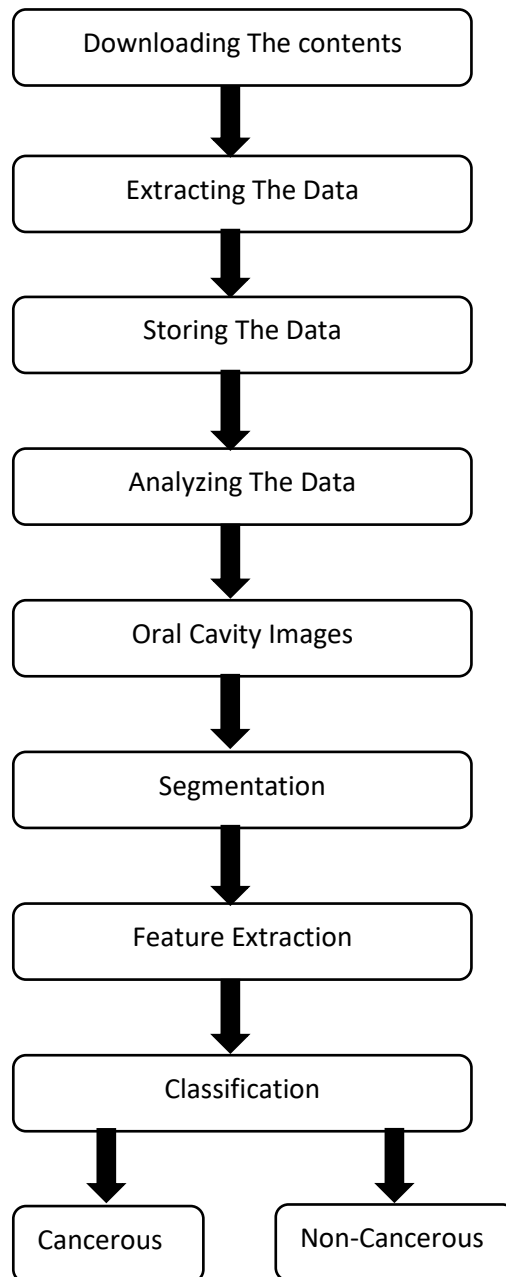 Downloading The contents
Extracting The Data
Storing The Data
Analyzing The Data
Oral Cavity Images
Segmentation
Feature Extraction
Classification
Cancerous
Non-Cancerous